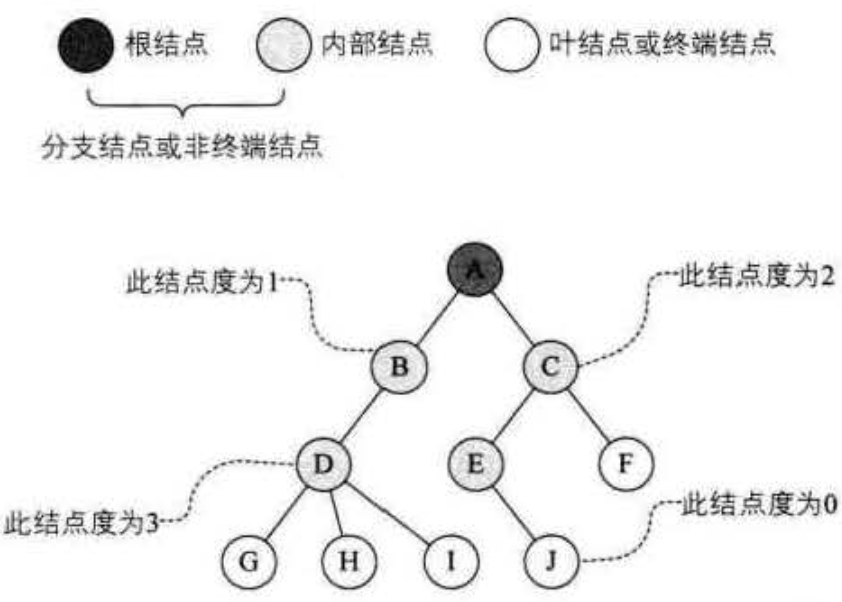 根结点 内部结点 叶结点或终端结点
分支结点或非终端结点
A
此结点度为1 此结点度为2
B C
D E F
此结点度为3 此结点度为0
G H I J